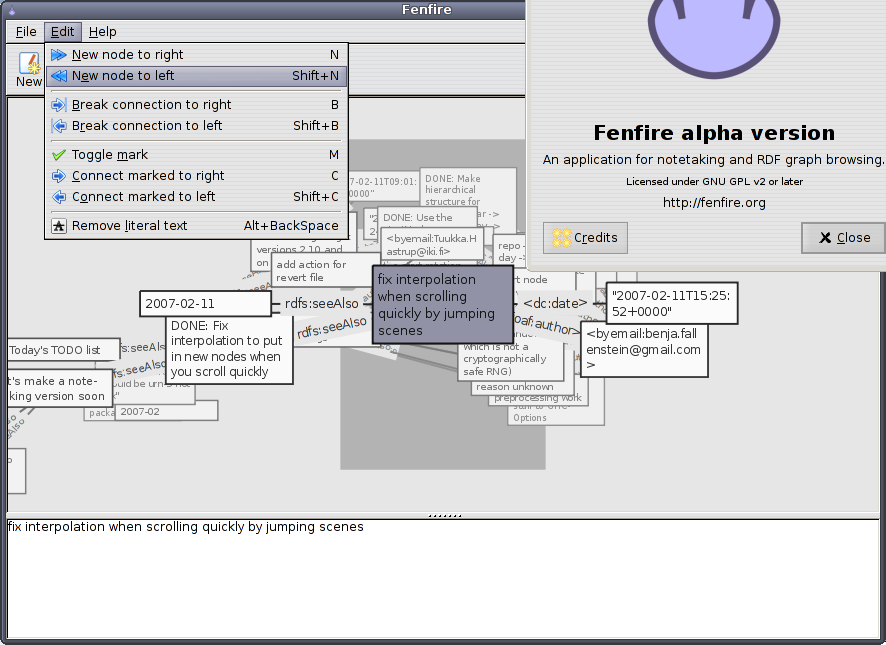 Fenfire
File Edit Help
New
New node to right N
New node to left Shift+N
Break connection to right B
Break connection to left Shift+B
Toggle mark M
Connect marked to right C
Connect marked to left Shift+C
Remove literal text Alt+BackSpace
Fenfire alpha version
An application for notetaking and RDF graph browsing.
Licensed under GNU GPL v2 or later
http://fenfire.org
Credits
Close
7-02-11T09:01:
0000"
DONE: Make
hierarchical
structure for
DONE: Use the
<byemail:Tuukka.H
astrup@iki.fi>
repo -
day ->
versions 2.10, and
on
add action for
revert file
fix interpolation
when scrolling
quickly by jumping
scenes
2007-02-11
rdfs:seeAlso
rdfs:seeAlso
<dc:date>
"2007-02-11T15:25:
52+0000"
foaf:author>
<byemail:benja.fall
enstein@gmail.com
>
DONE: Fix
interpolation to put
in new nodes when
you scroll quickly
Today's TODO list
fs:seeAls
fs:seeAls
t's make a note-
king version soon
packa
2007-02
which is not a
cryptographically
safe RNG)
reason unknown
preprocessing work
Options
fix interpolation when scrolling quickly by jumping scenes